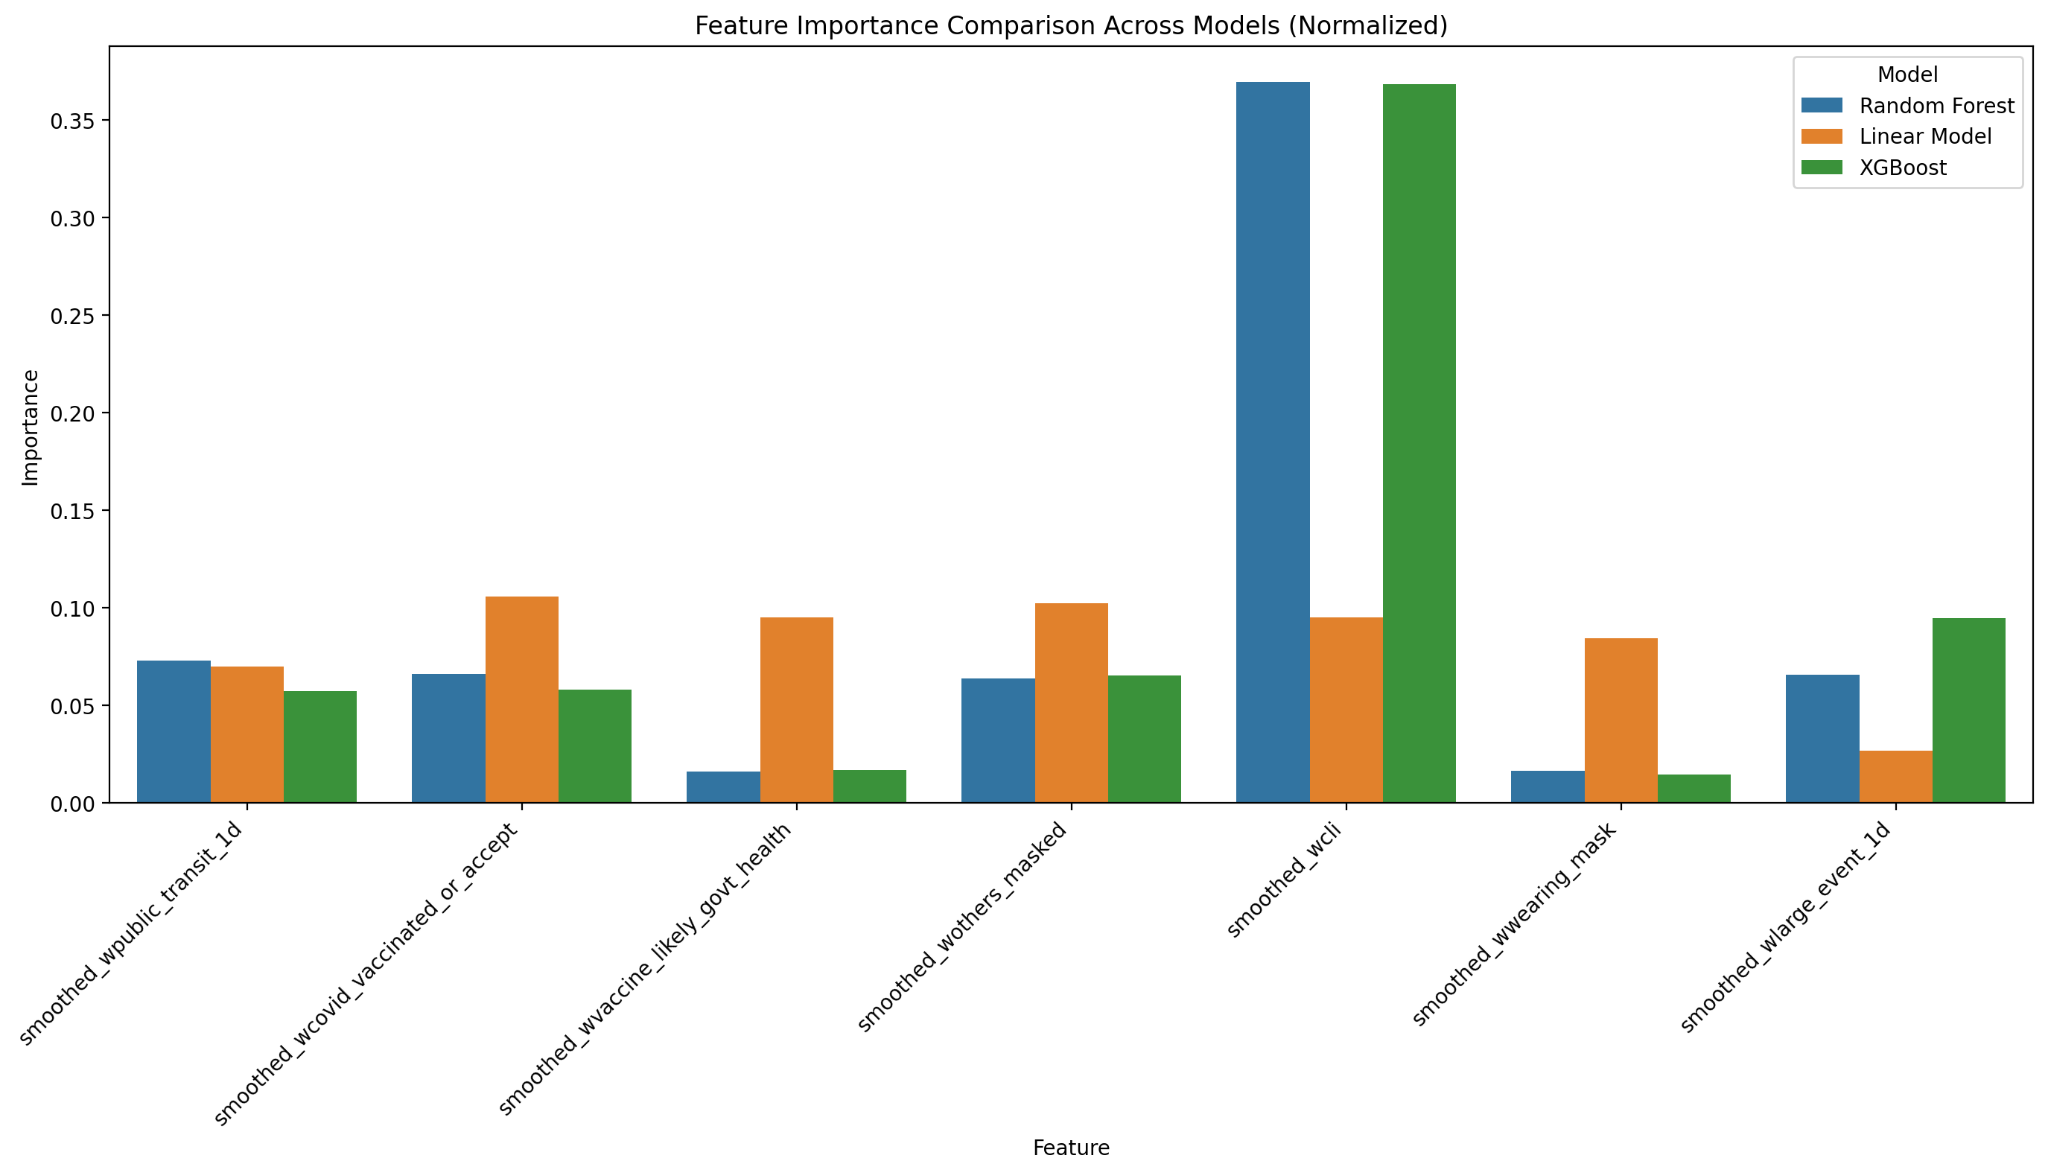 Feature Importance Comparison Across Models (Normalized)
Model
Random Forest
Linear Model
XGBoost
Importance
0.35
0.30
0.25
0.20
0.15
0.10
0.05
0.00
smoothed_wpublic_transit_1d
smoothed_wcovid_vaccinated_or_accept
smoothed_wvaccine_likely_govt_health
smoothed_wothers_masked
smoothed_wcli
smoothed_wwearing_mask
smoothed_wlarge_event_1d
Feature